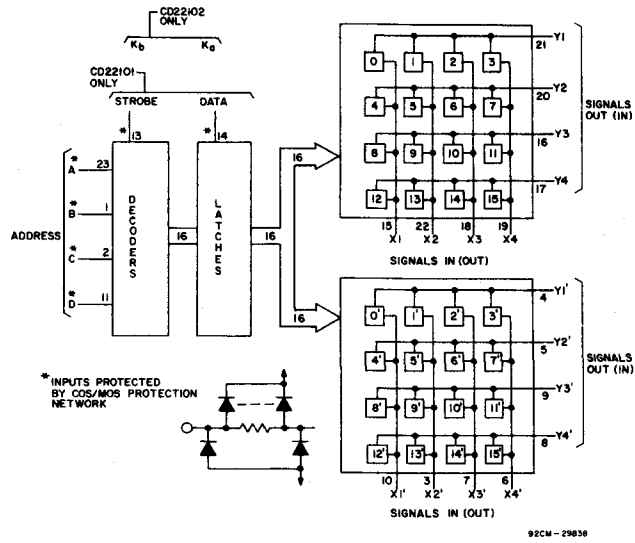 CD22102
ONLY
Kb Ka
CD22101
ONLY
STROBE DATA
* 13 * 14
ADDRESS
* A 23
* B 1
* C 2
* D 11
DECODERS
16
LATCHES
16
16
16
0 1 2 3
4 5 6 7
8 9 10 11
12 13 14 15
21 Y1
20 Y2
16 Y3
17 Y4
SIGNALS
OUT (IN)
15 22 18 19
X1 X2 X3 X4
SIGNALS IN (OUT)
0' 1' 2' 3'
4' 5' 6' 7'
8' 9' 10' 11'
12' 13' 14' 15'
4 Y1'
5 Y2'
9 Y3'
8 Y4'
SIGNALS
OUT (IN)
10 3 7 6
X1' X2' X3' X4'
SIGNALS IN (OUT)
* INPUTS PROTECTED
BY COS/MOS PROTECTION
NETWORK
92CM-29838